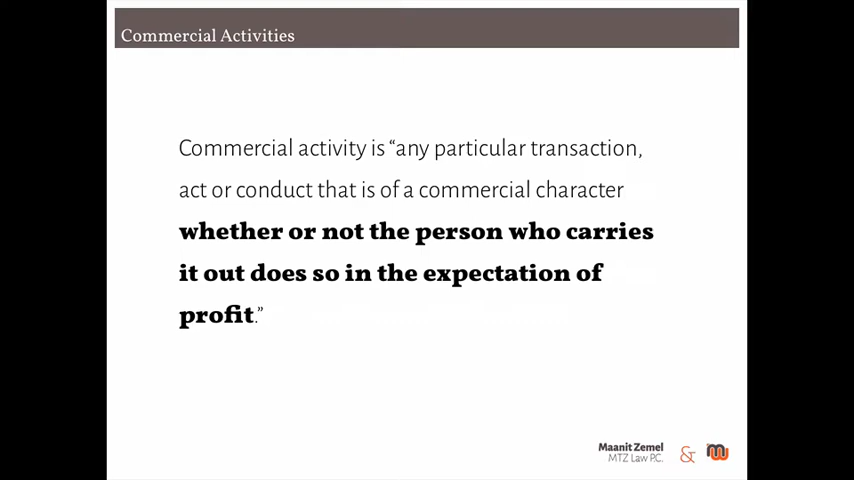 Commercial Activities
Commercial activity is “any particular transaction,
act or conduct that is of a commercial character
whether or not the person who carries
it out does so in the expectation of
profit.”
Maanit Zemel
MTZ Law P.C.
&